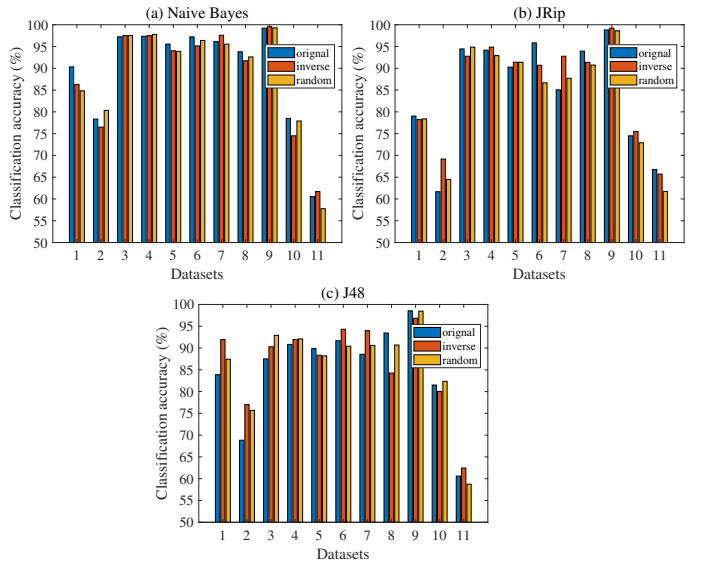 (a) Naive Bayes
Classification accuracy (%)
100
95
90
85
80
75
70
65
60
55
50
1 2 3 4 5 6 7 8 9 10 11
Datasets
orignal
inverse
random
(b) JRip
Classification accuracy (%)
100
95
90
85
80
75
70
65
60
55
50
1 2 3 4 5 6 7 8 9 10 11
Datasets
orignal
inverse
random
(c) J48
Classification accuracy (%)
100
95
90
85
80
75
70
65
60
55
50
1 2 3 4 5 6 7 8 9 10 11
Datasets
orignal
inverse
random